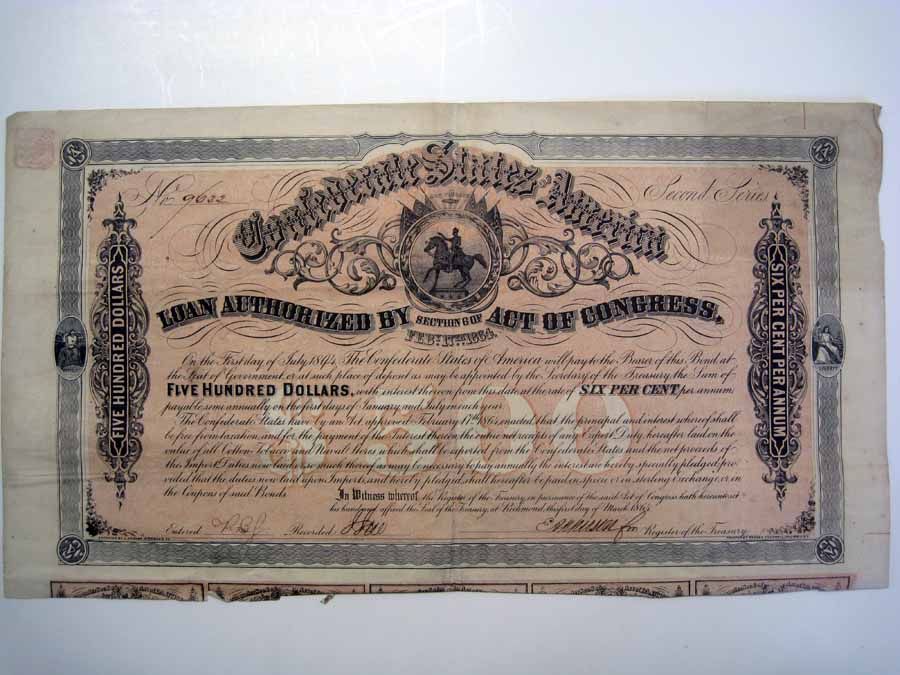 No 9632
Second Series
Confederate States of America
LOAN AUTHORIZED BY SECTION 6 OF ACT OF CONGRESS,
FEBY. 17TH. 1864.
FIVE HUNDRED DOLLARS
SIX PER CENT PER ANNUM
On the First day of July 1894, The Confederate States of America will pay to the Bearer of this Bond, at
the Seat of Government, or at such place of deposit as may be appointed by the Secretary of the Treasury, the Sum of
FIVE HUNDRED DOLLARS, with interest thereon from this date at the rate of SIX PER CENT per annum
payable semi annually on the first days of January and July in each year.
The Confederate States have by an Act approved February 17th 1864 enacted that the principal and interest whereof shall
be free from taxation, and for the payment of the Interest thereon the entire net receipts of any Export Duty hereafter laid on the
value of all Cotton Tobacco and Naval Stores which shall be exported from the Confederate States and the net proceeds of
the Import Duties now laid or so much thereof as may be necessary to pay annually the interest are hereby specially pledged: pro
vided that the duties now laid upon Imports and hereby pledged shall hereafter be paid in specie or in sterling Exchange, or in
the Coupons of said Bonds.
$500
In Witness whereof, the Register of the Treasury, in pursuance of the said Act of Congress, hath hereunto set
his hand and affixed the Seal of the Treasury, at Richmond, this first day of March 1865
Entered
Recorded
for Register of the Treasury